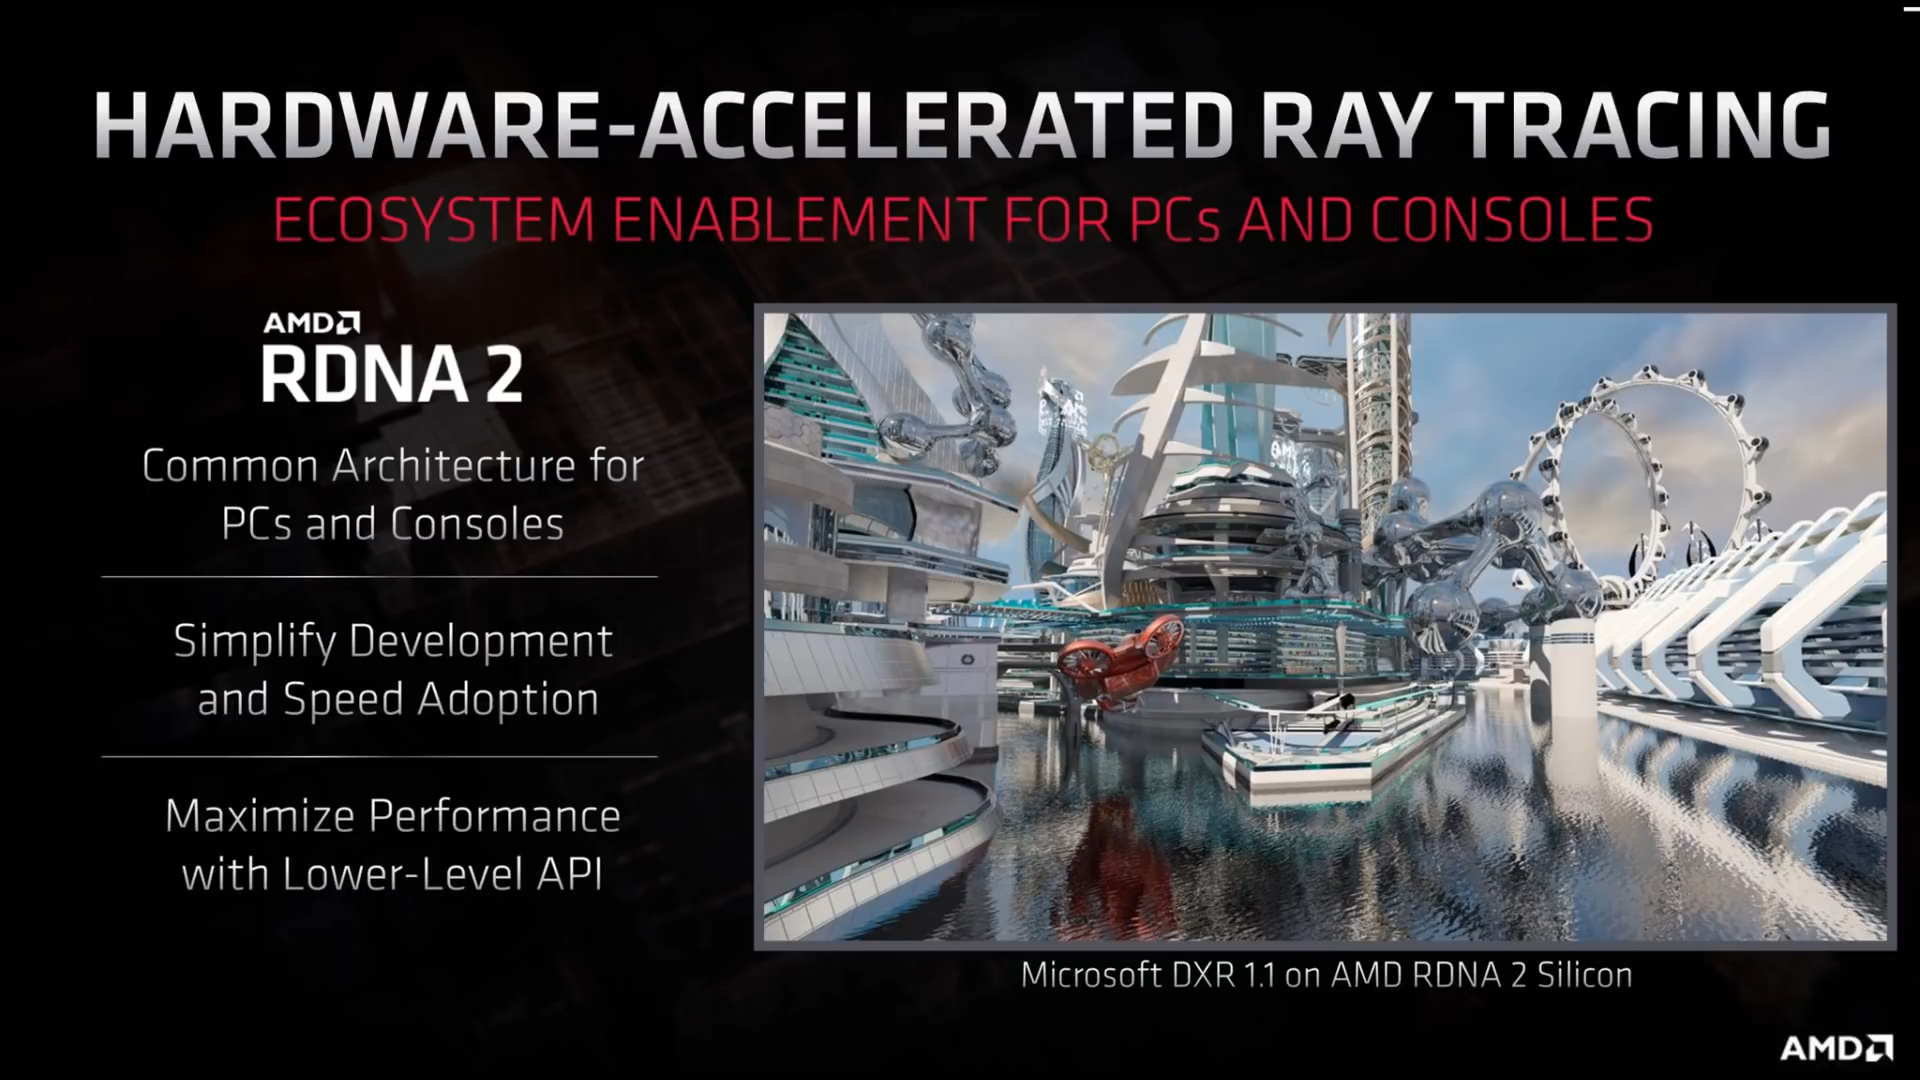 HARDWARE-ACCELERATED RAY TRACING
ECOSYSTEM ENABLEMENT FOR PCs AND CONSOLES
AMD
RDNA 2
Common Architecture for
PCs and Consoles
Simplify Development
and Speed Adoption
Maximize Performance
with Lower-Level API
AMD
Microsoft DXR 1.1 on AMD RDNA 2 Silicon
AMD